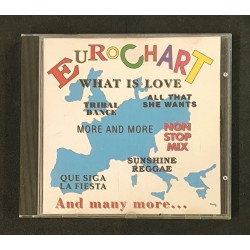 EUROCHART
WHAT IS LOVE
TRIBAL
DANCE
ALL THAT
SHE WANTS
MORE AND MORE
NON
STOP
MIX
SUNSHINE
REGGAE
QUE SIGA
LA FIESTA
And many more...